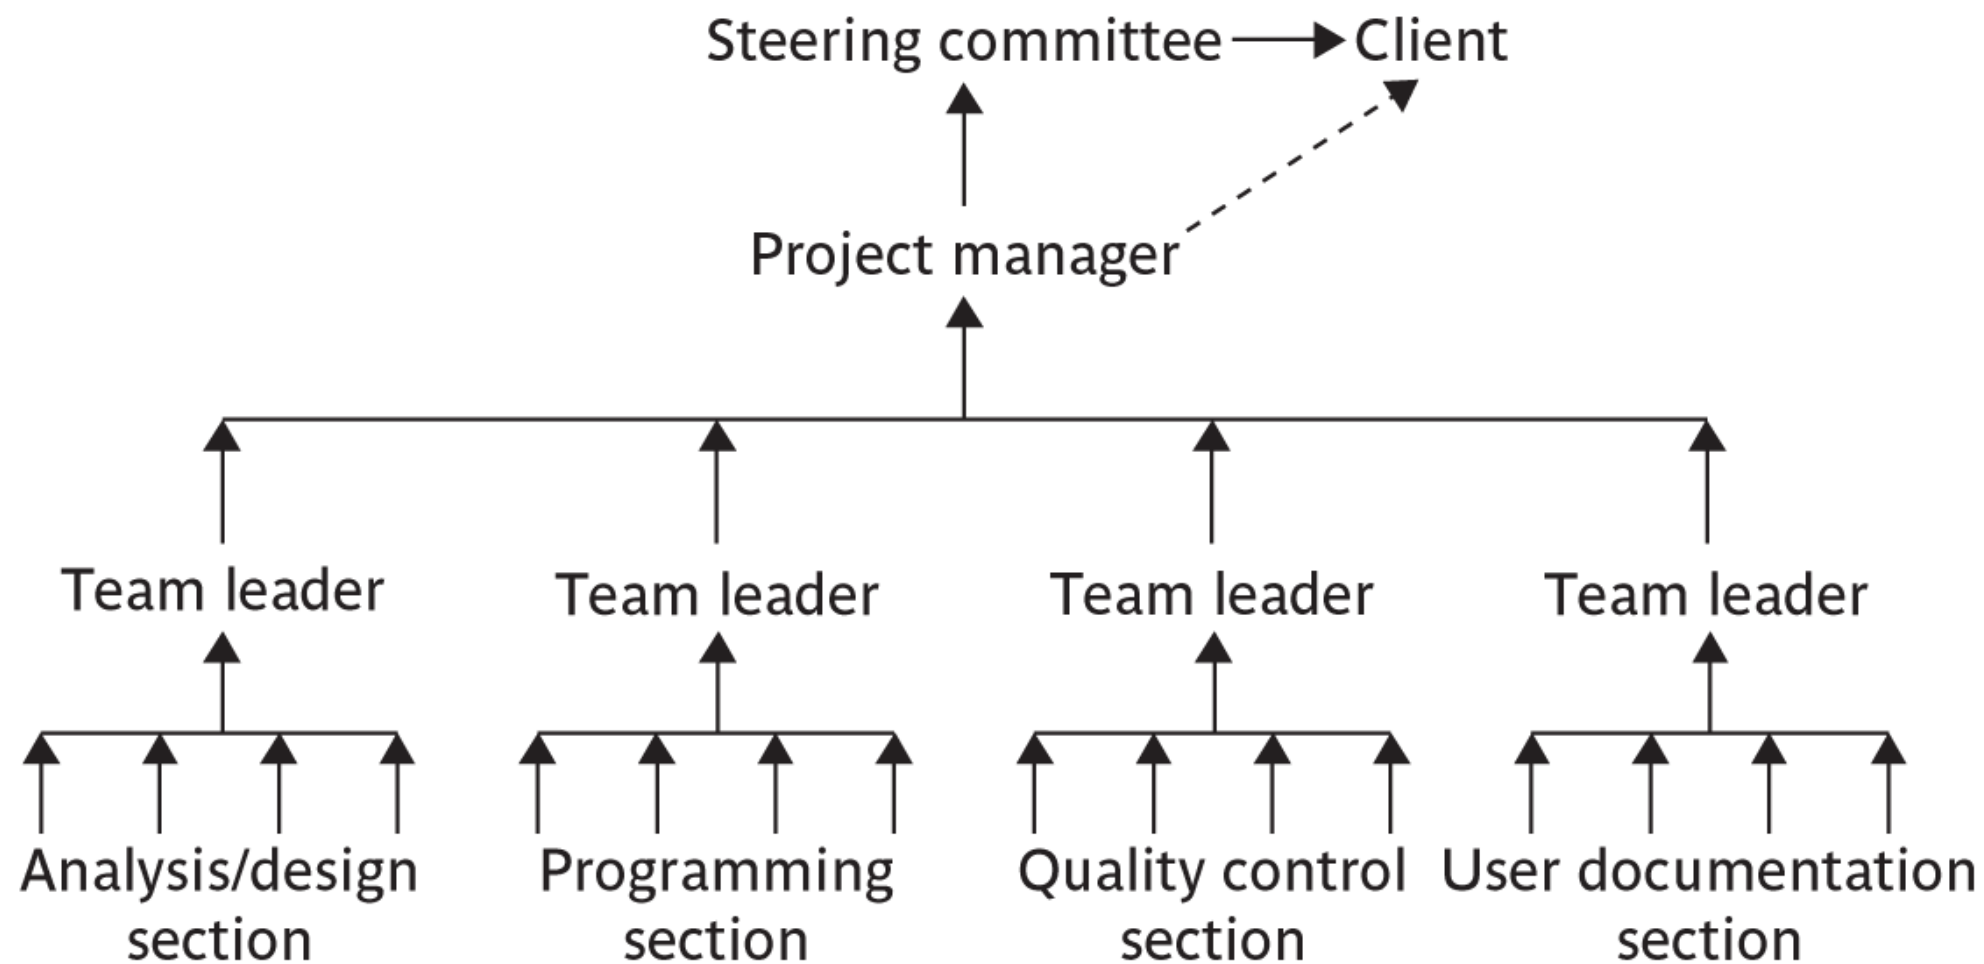 Steering committee Client
Project manager
Team leader Team leader Team leader Team leader
Analysis/design Programming Quality control User documentation
section section section section